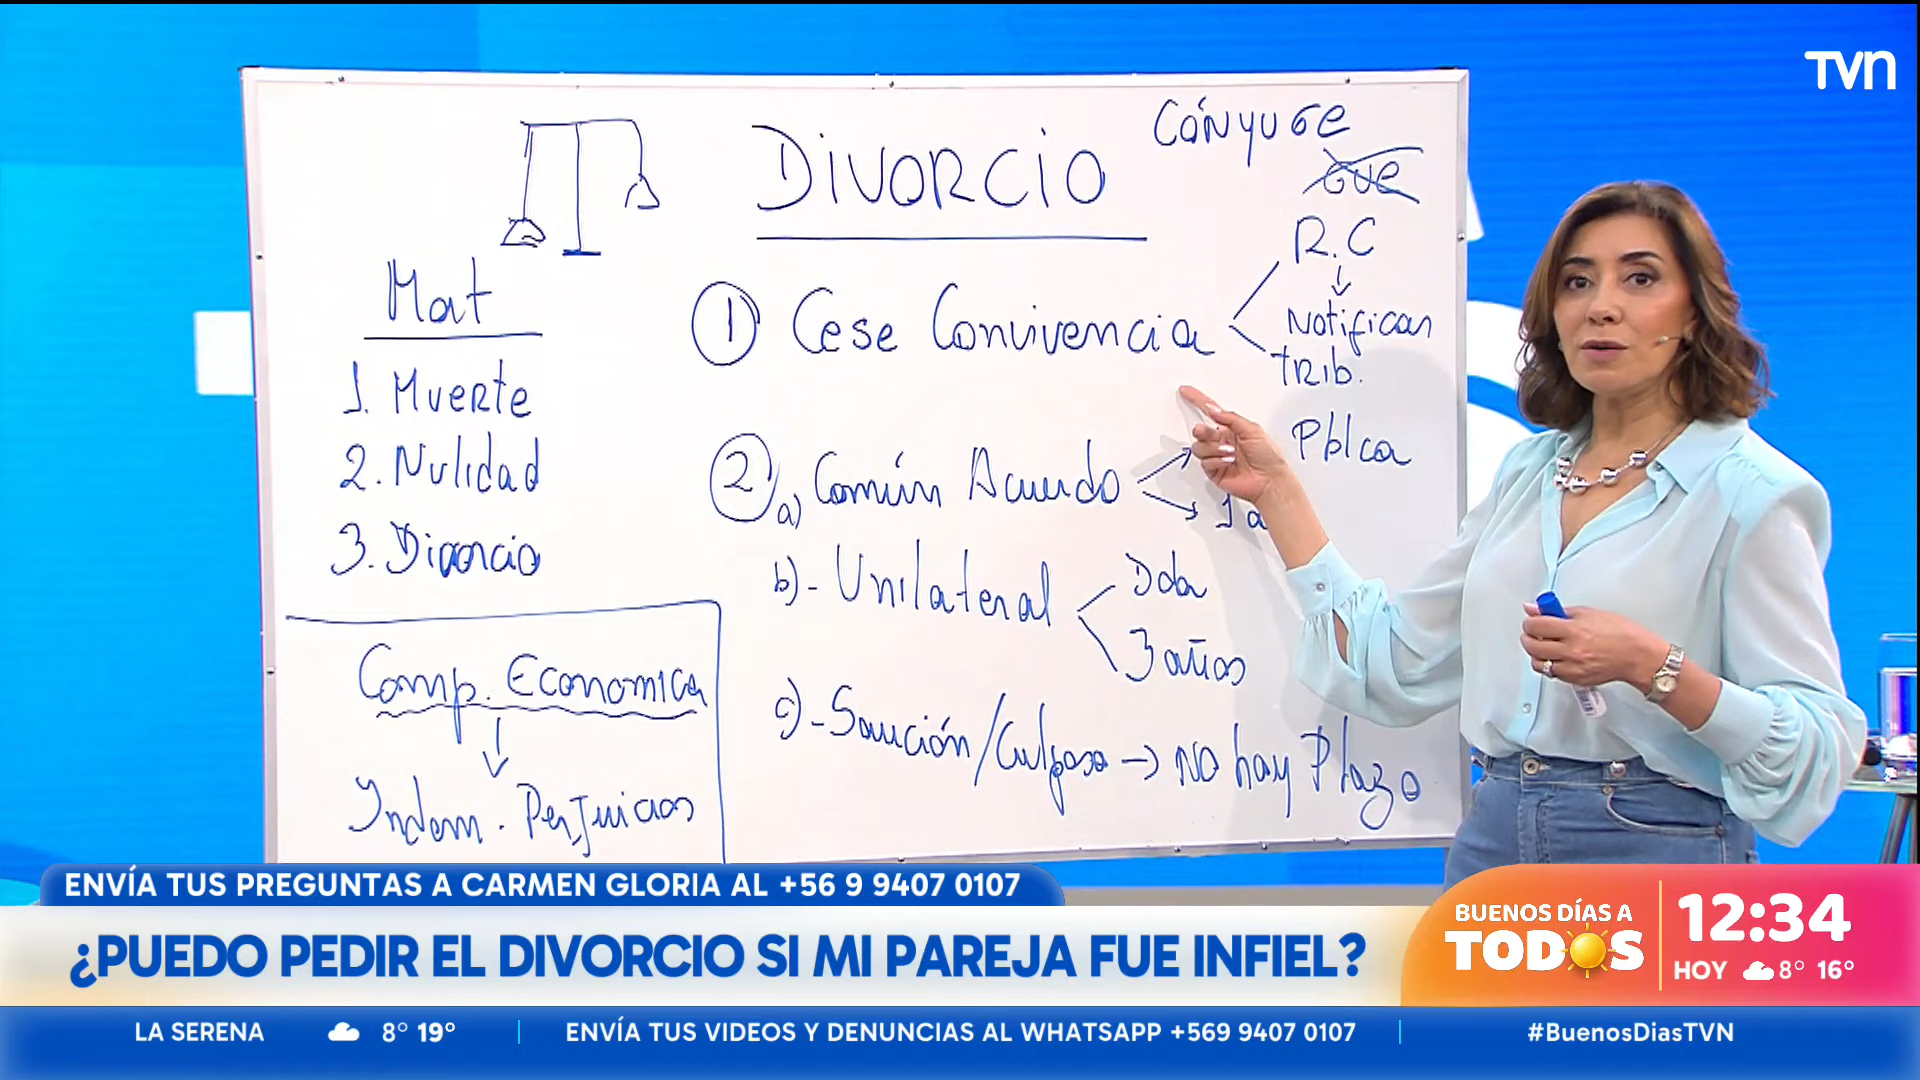 TVN
CÓNYUGE
DIVORCIO
R.C
Mat
Notifican
① Cese Convivencia
trib.
1. Muerte
Pblca
2. Nulidad
② a) Común Acuerdo
1 a
3. Divorcio
b)- Unilateral
Dda
3 años
Comp. Economica
c)- Sanción/Culposo → No hay Plazo
Indem. Perjuicios
ENVÍA TUS PREGUNTAS A CARMEN GLORIA AL +56 9 9407 0107
¿PUEDO PEDIR EL DIVORCIO SI MI PAREJA FUE INFIEL?
BUENOS DÍAS A
TODOS
12:34
HOY 8° 16°
LA SERENA 8° 19°
ENVÍA TUS VIDEOS Y DENUNCIAS AL WHATSAPP +569 9407 0107
#BuenosDiasTVN